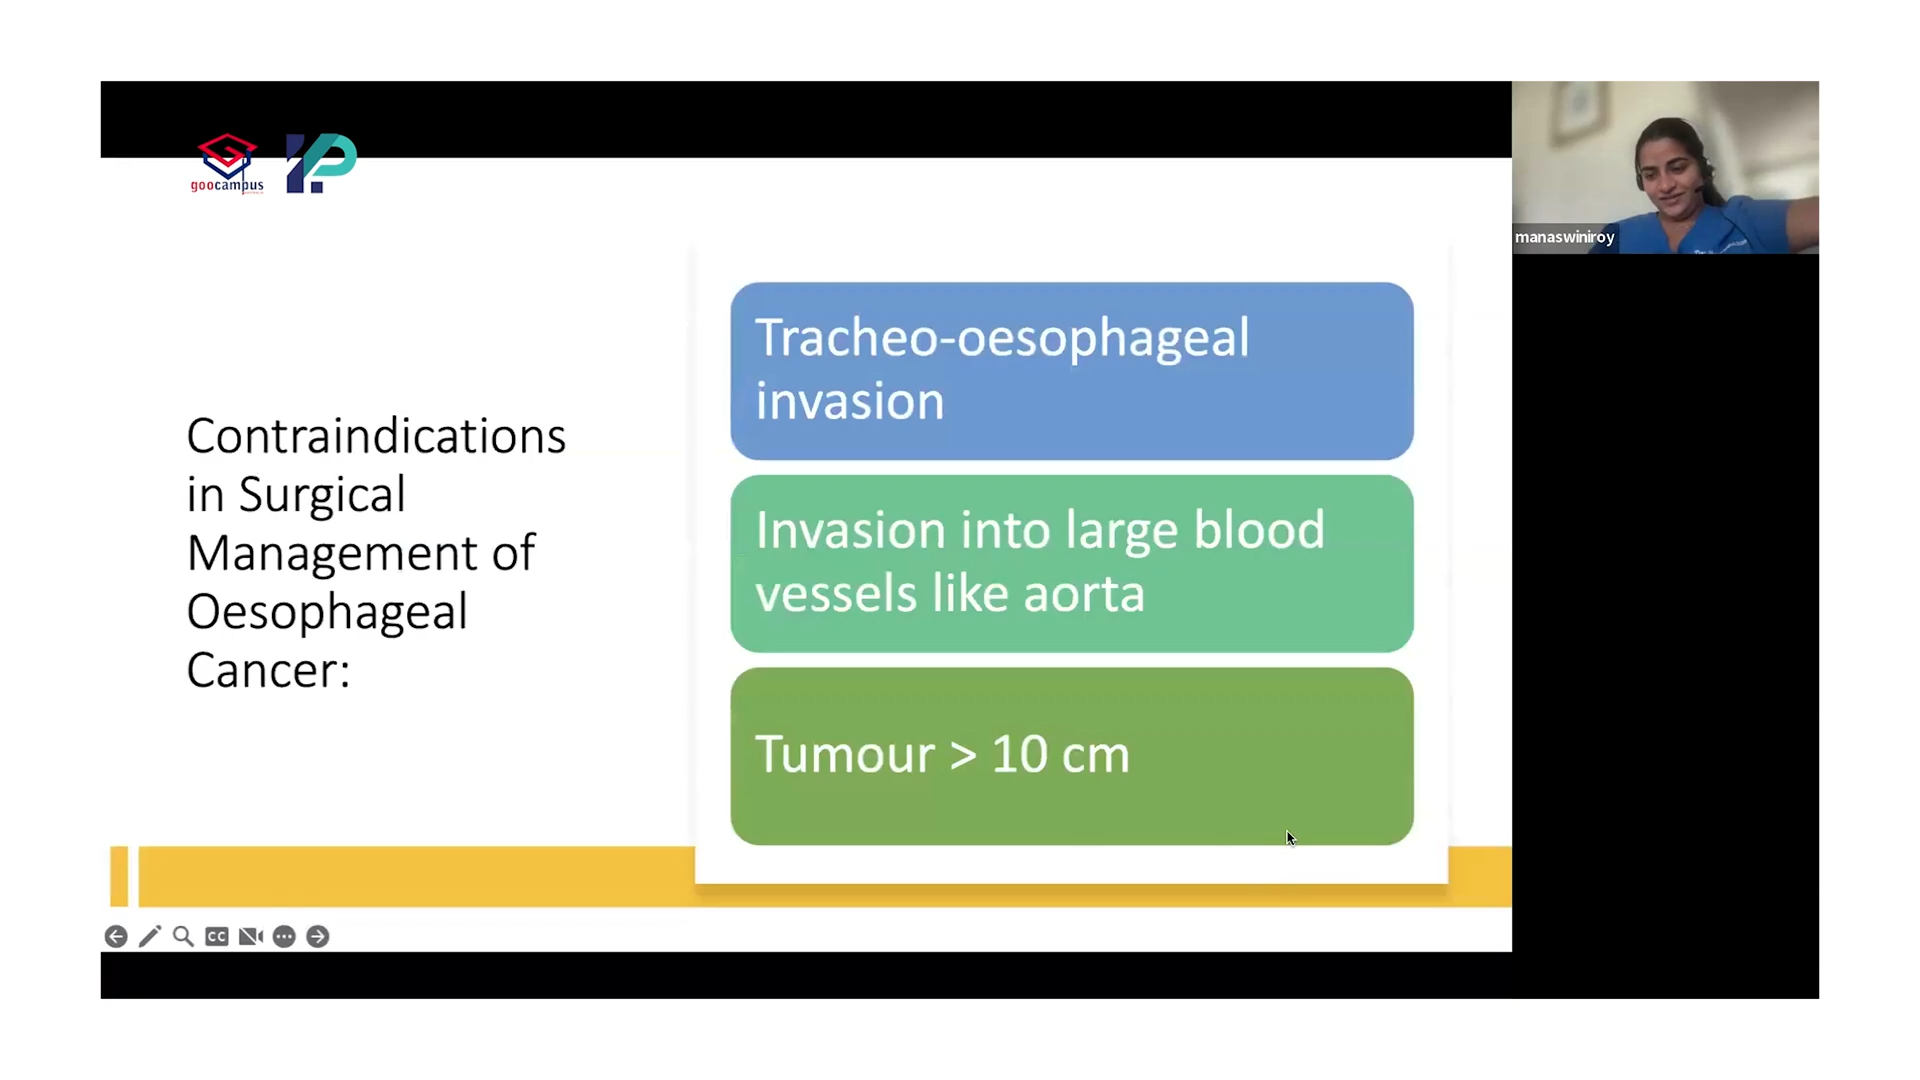 goocampus
manaswiniroy
Contraindications
in Surgical
Management of
Oesophageal
Cancer:
Tracheo-oesophageal
invasion
Invasion into large blood
vessels like aorta
Tumour > 10 cm
CC